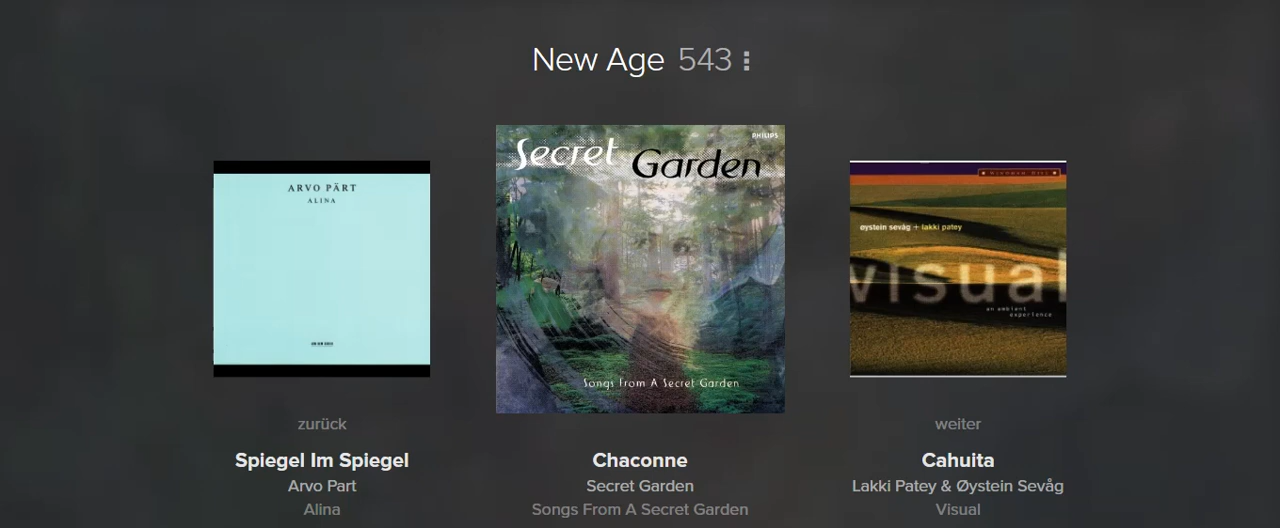 New Age 543
ARVO PÄRT
ALINA
Secret Garden
PHILIPS
Songs From A Secret Garden
øystein sevåg + lakki patey
visual
an ambient
experience
zurück
Spiegel Im Spiegel
Arvo Part
Alina
Chaconne
Secret Garden
Songs From A Secret Garden
weiter
Cahuita
Lakki Patey & Øystein Sevåg
Visual